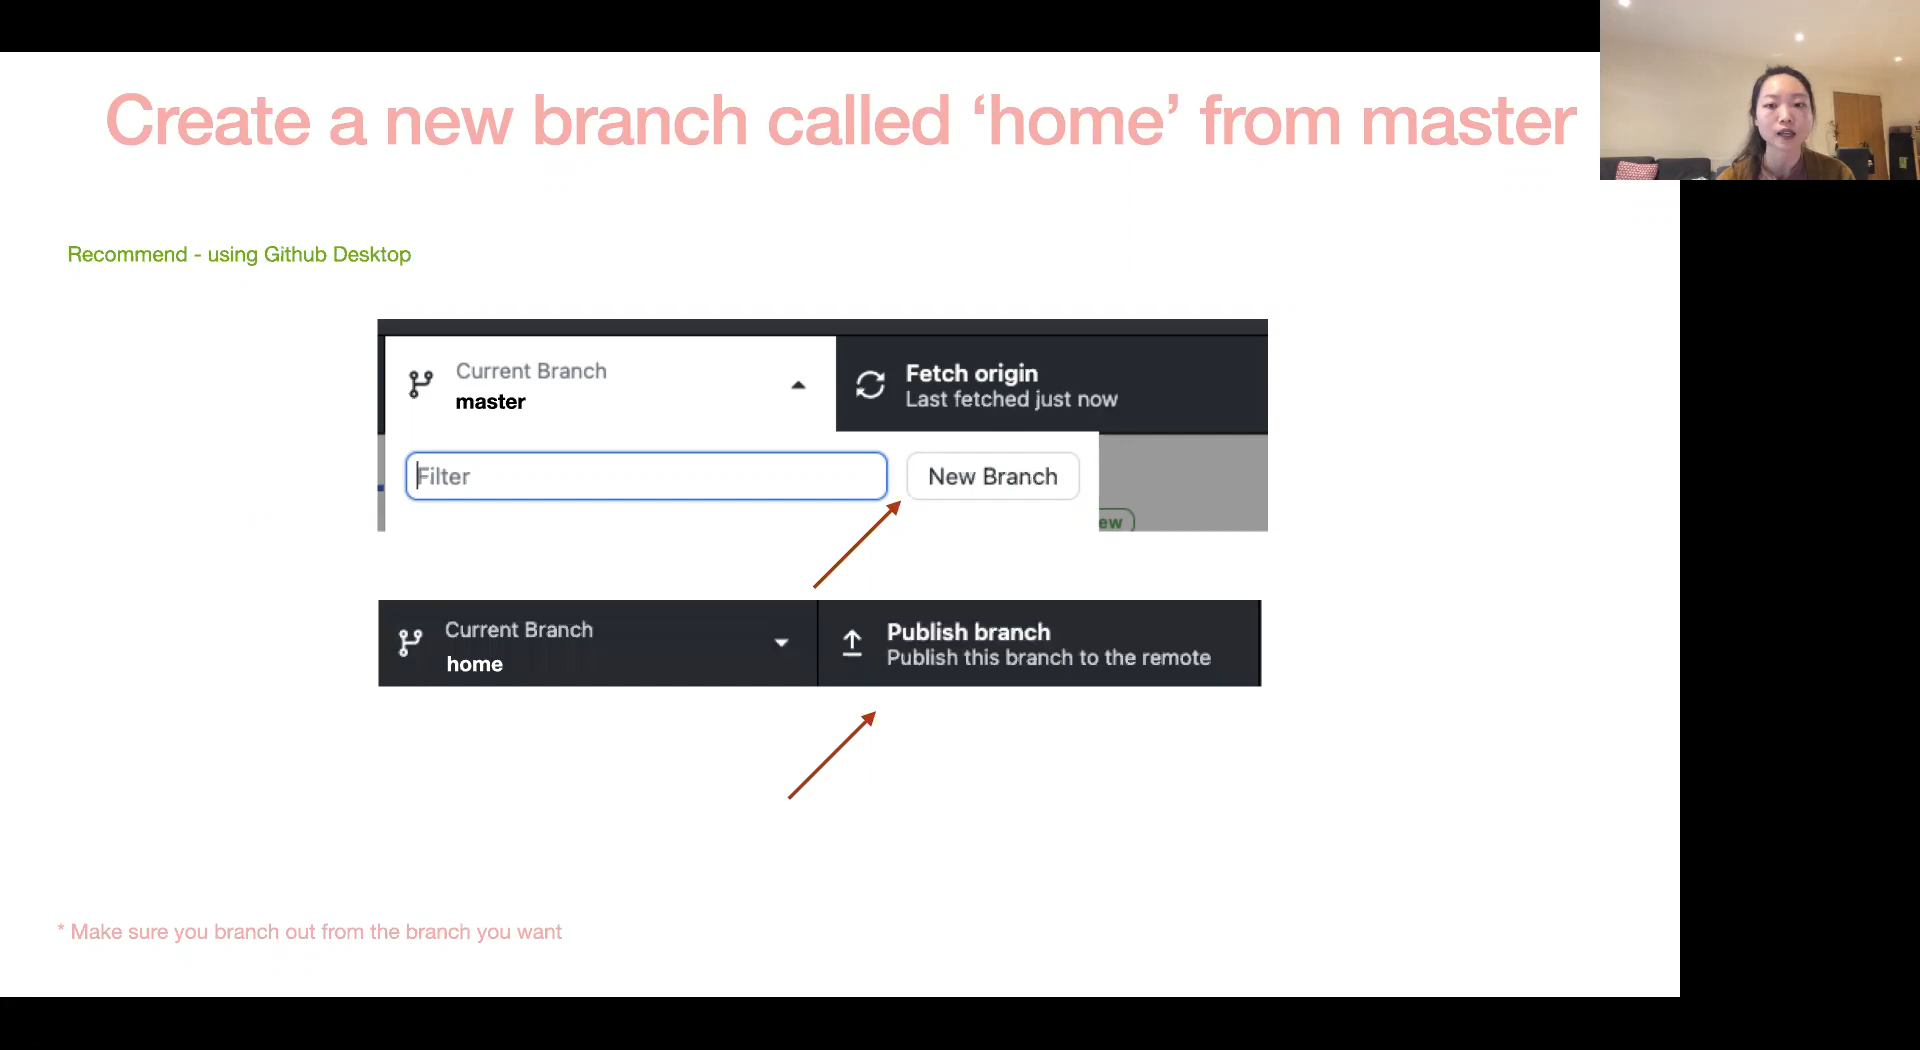 Create a new branch called ‘home’ from master
Recommend - using Github Desktop
Current Branch
master
Fetch origin
Last fetched just now
Filter
New Branch
ew
Current Branch
home
Publish branch
Publish this branch to the remote
* Make sure you branch out from the branch you want